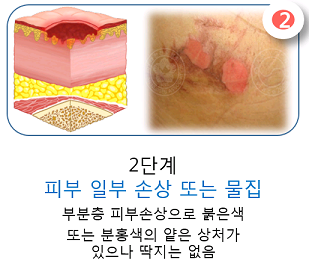 2
2단계
피부 일부 손상 또는 물집
부분층 피부손상으로 붉은색
또는 분홍색의 얕은 상처가
있으나 딱지는 없음